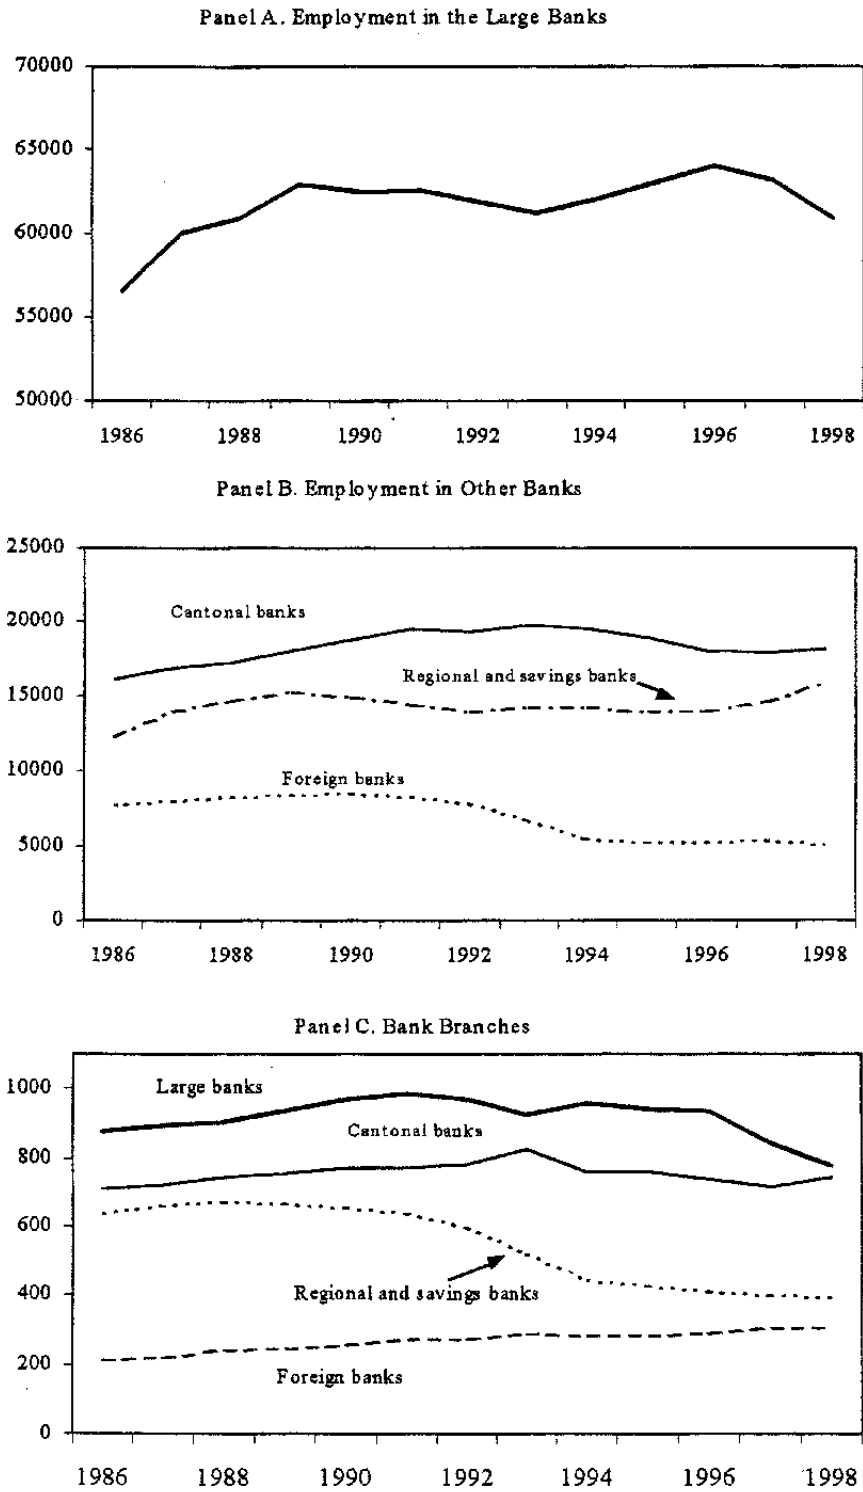 Panel A. Employment in the Large Banks
70000
65000
60000
55000
50000
1986 1988 1990 1992 1994 1996 1998
Panel B. Employment in Other Banks
25000
Cantonal banks
20000
Regional and savings banks
15000
10000
Foreign banks
5000
0
1986 1988 1990 1992 1994 1996 1998
Panel C. Bank Branches
1000
Large banks
Cantonal banks
800
600
400
Regional and savings banks
200
Foreign banks
0
1986 1988 1990 1992 1994 1996 1998